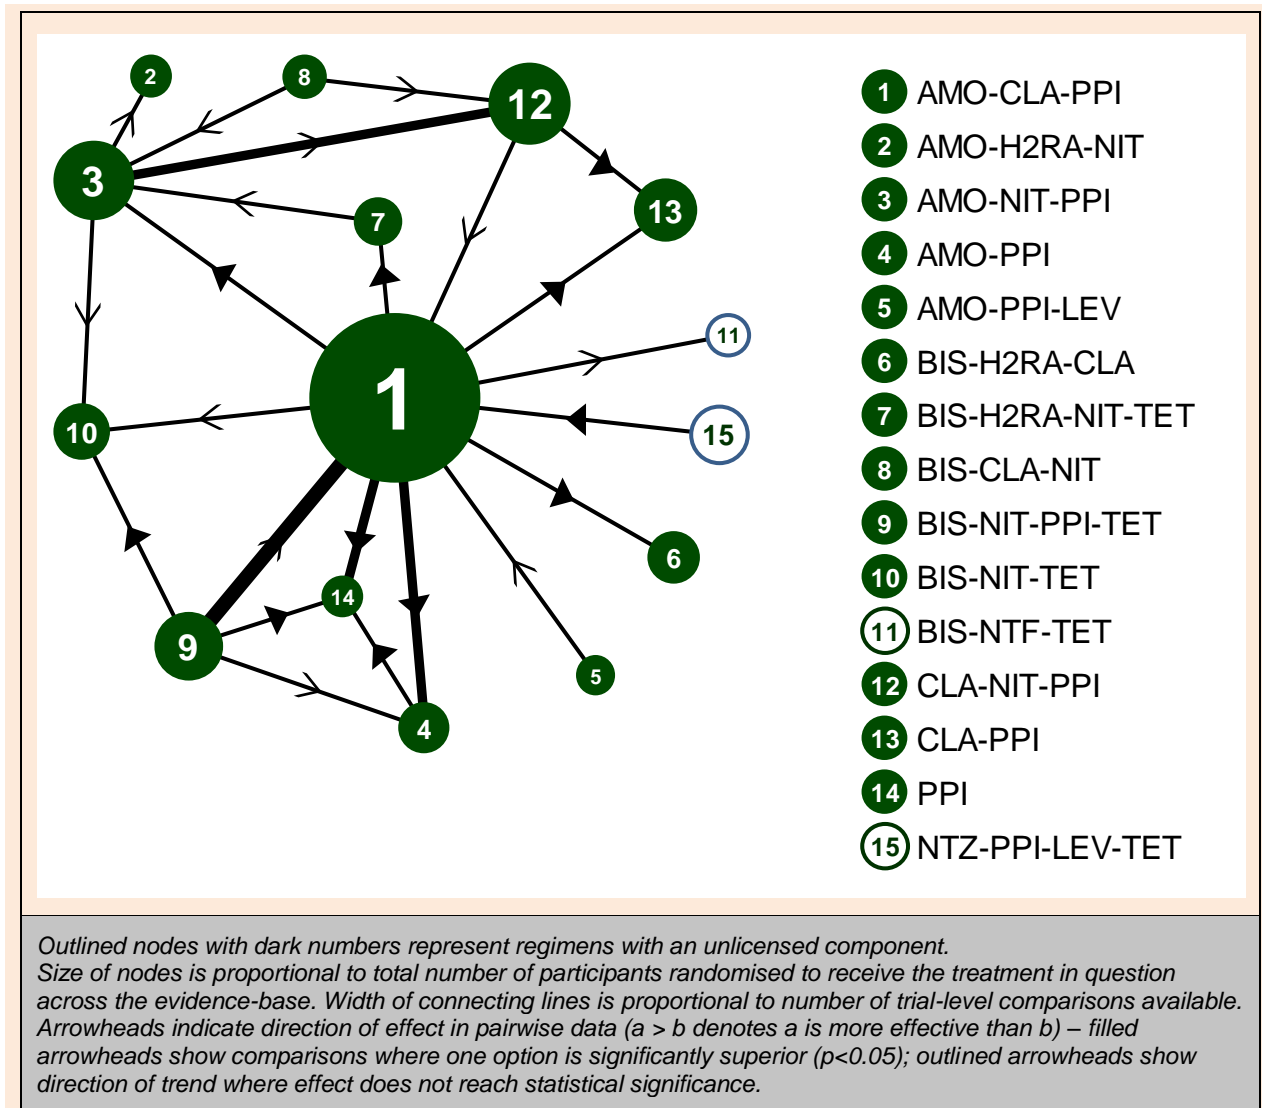 2
8
12
3
7
13
11
1
15
10
6
14
9
5
4
1 AMO-CLA-PPI
2 AMO-H2RA-NIT
3 AMO-NIT-PPI
4 AMO-PPI
5 AMO-PPI-LEV
6 BIS-H2RA-CLA
7 BIS-H2RA-NIT-TET
8 BIS-CLA-NIT
9 BIS-NIT-PPI-TET
10 BIS-NIT-TET
11 BIS-NTF-TET
12 CLA-NIT-PPI
13 CLA-PPI
14 PPI
15 NTZ-PPI-LEV-TET
Outlined nodes with dark numbers represent regimens with an unlicensed component.
Size of nodes is proportional to total number of participants randomised to receive the treatment in question
across the evidence-base. Width of connecting lines is proportional to number of trial-level comparisons available.
Arrowheads indicate direction of effect in pairwise data (a > b denotes a is more effective than b) – filled
arrowheads show comparisons where one option is significantly superior (p<0.05); outlined arrowheads show
direction of trend where effect does not reach statistical significance.